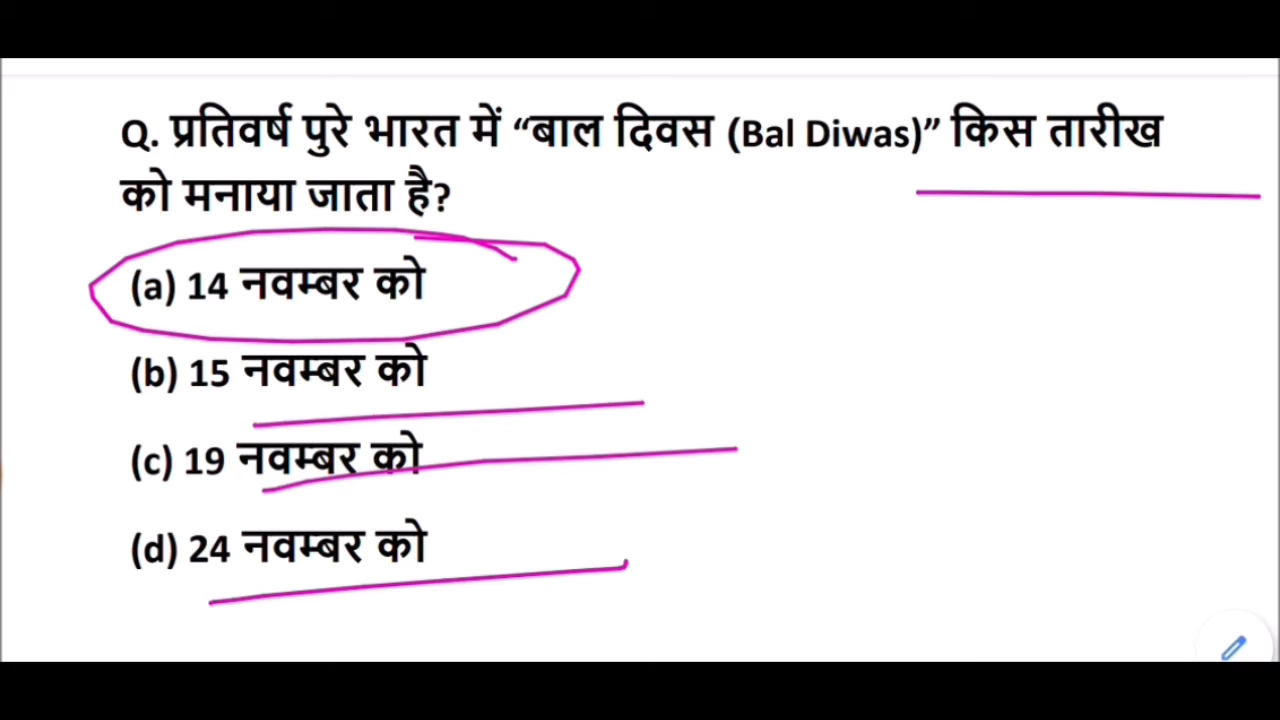 Q. प्रतिवर्ष पुरे भारत में “बाल दिवस (Bal Diwas)” किस तारीख
को मनाया जाता है?
(a) 14 नवम्बर को
(b) 15 नवम्बर को
(c) 19 नवम्बर को
(d) 24 नवम्बर को